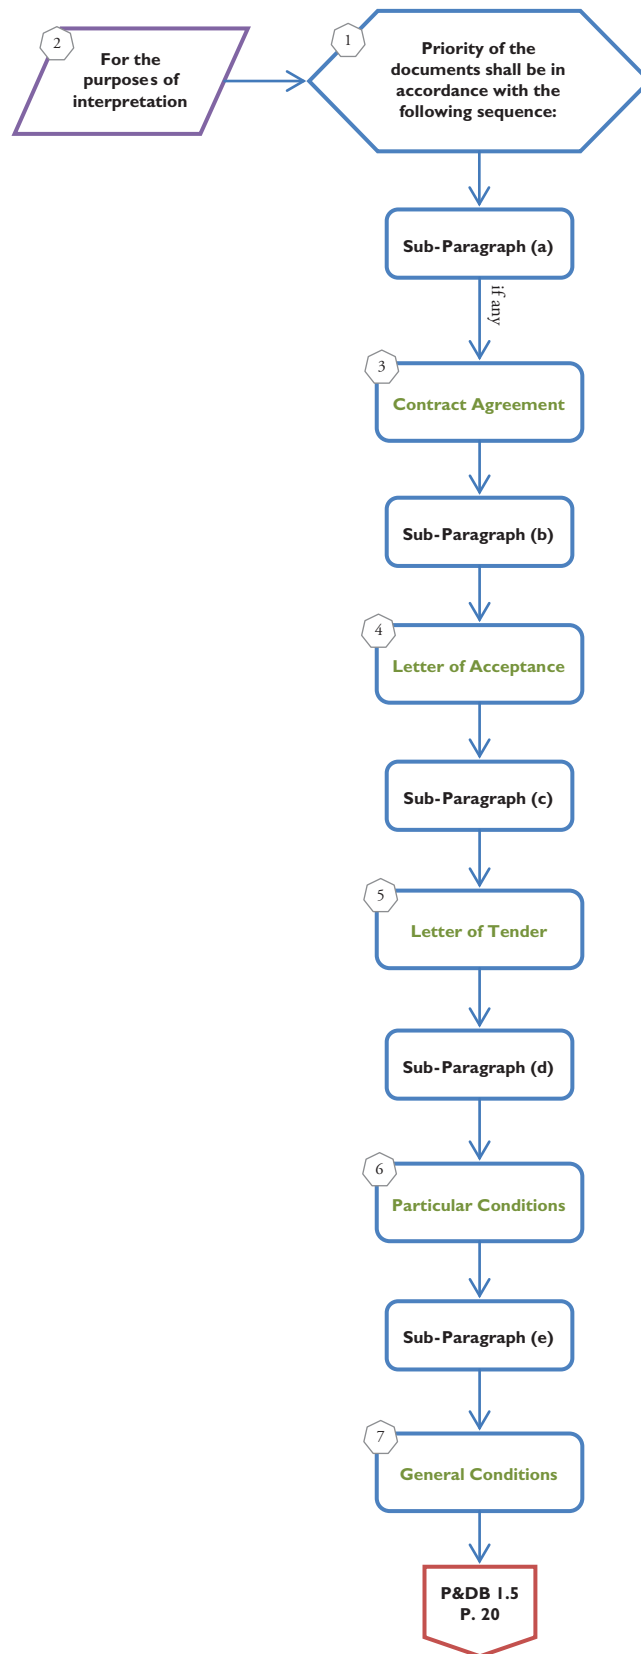 2
For the
purposes of
interpretation
1
Priority of the
documents shall be in
accordance with the
following sequence:
Sub-Paragraph (a)
if any
3
Contract Agreement
Sub-Paragraph (b)
4
Letter of Acceptance
Sub-Paragraph (c)
5
Letter of Tender
Sub-Paragraph (d)
6
Particular Conditions
Sub-Paragraph (e)
7
General Conditions
P&DB 1.5
P. 20